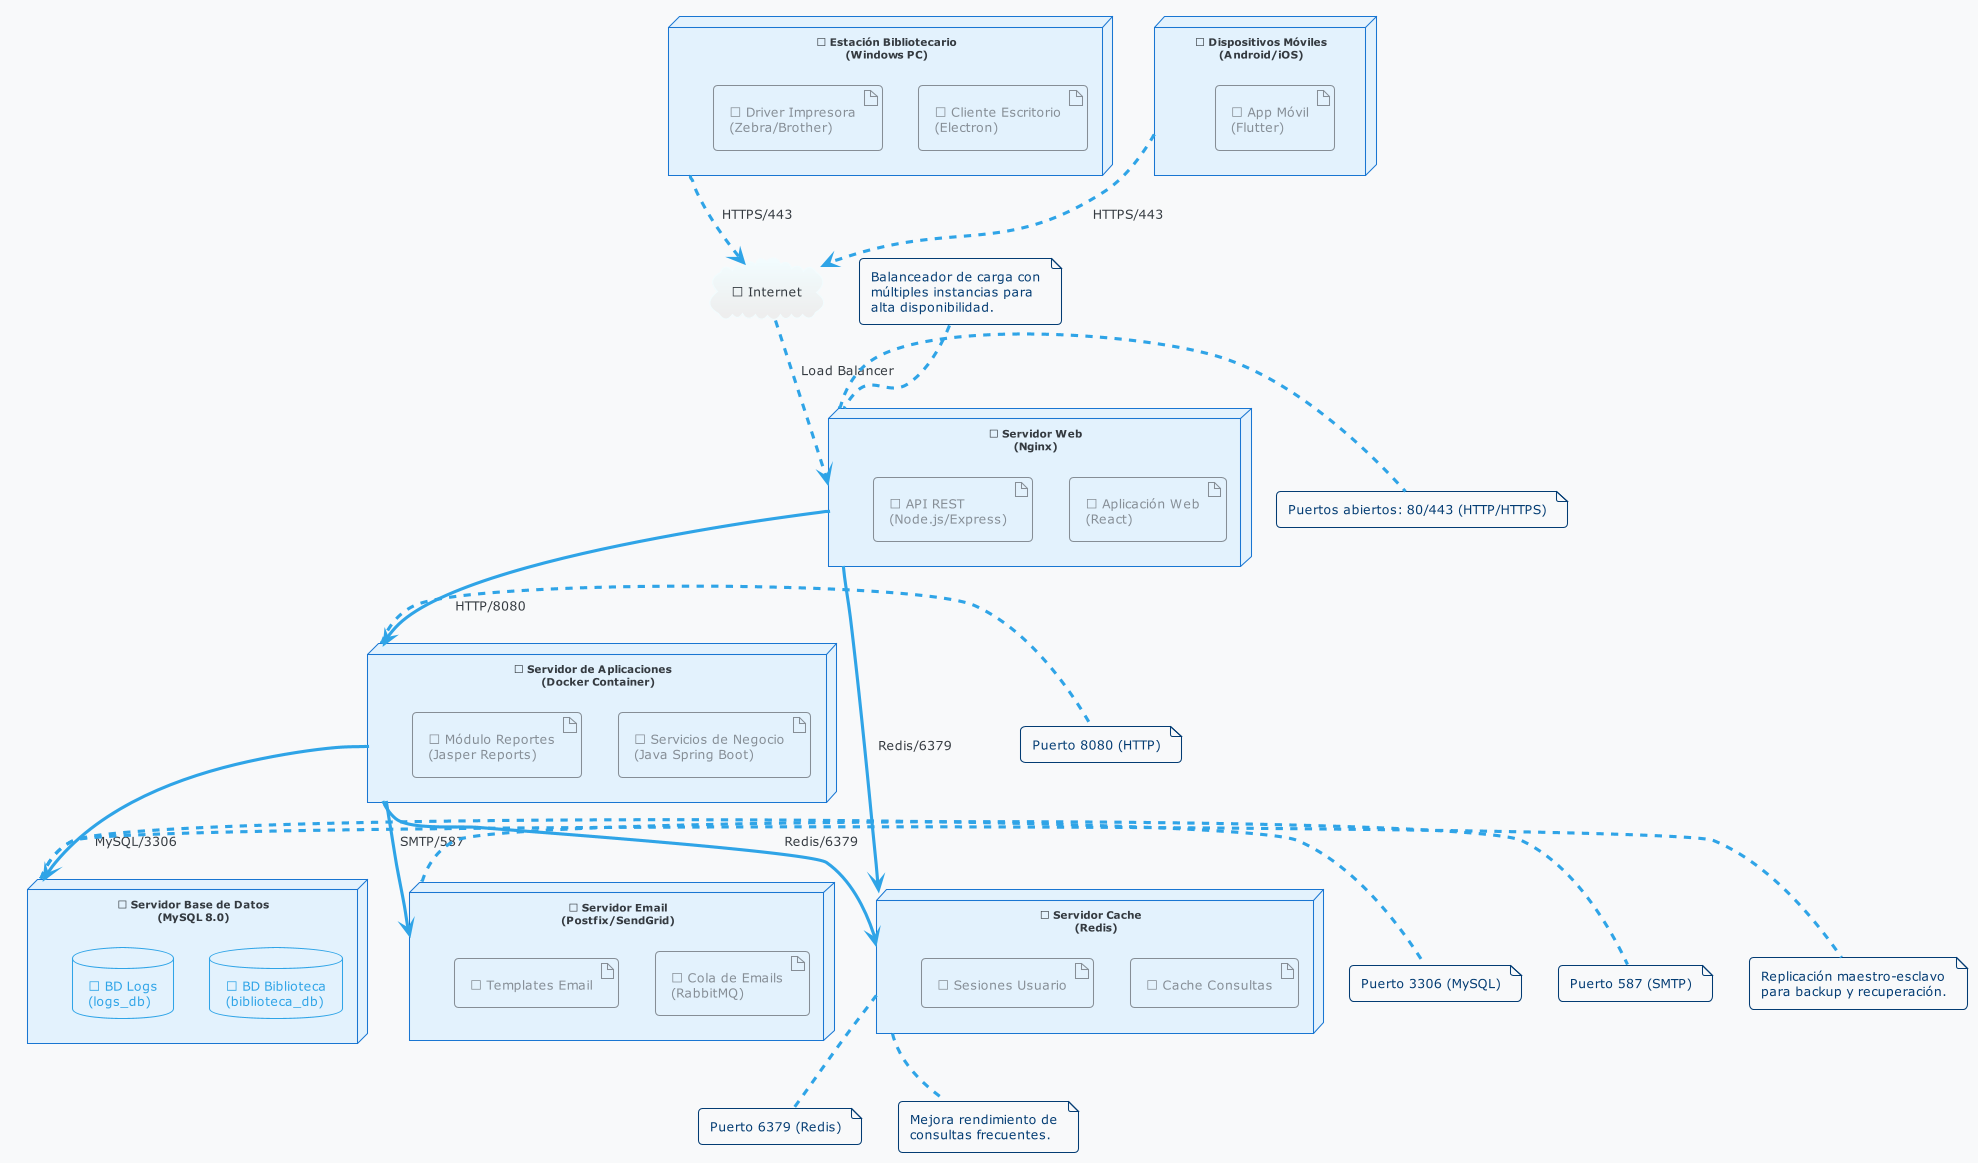 □ Estación Bibliotecario
(Windows PC)
□ Driver Impresora
(Zebra/Brother)
□ Cliente Escritorio
(Electron)
□ Dispositivos Móviles
(Android/iOS)
□ App Móvil
(Flutter)
HTTPS/443
HTTPS/443
□ Internet
Balanceador de carga con
múltiples instancias para
alta disponibilidad.
Load Balancer
□ Servidor Web
(Nginx)
□ API REST
(Node.js/Express)
□ Aplicación Web
(React)
Puertos abiertos: 80/443 (HTTP/HTTPS)
HTTP/8080
□ Servidor de Aplicaciones
(Docker Container)
□ Módulo Reportes
(Jasper Reports)
□ Servicios de Negocio
(Java Spring Boot)
Redis/6379
Puerto 8080 (HTTP)
MySQL/3306
SMTP/587
Redis/6379
□ Servidor Base de Datos
(MySQL 8.0)
□ BD Logs
(logs_db)
□ BD Biblioteca
(biblioteca_db)
□ Servidor Email
(Postfix/SendGrid)
□ Templates Email
□ Cola de Emails
(RabbitMQ)
□ Servidor Cache
(Redis)
□ Sesiones Usuario
□ Cache Consultas
Puerto 3306 (MySQL)
Puerto 587 (SMTP)
Replicación maestro-esclavo
para backup y recuperación.
Puerto 6379 (Redis)
Mejora rendimiento de
consultas frecuentes.